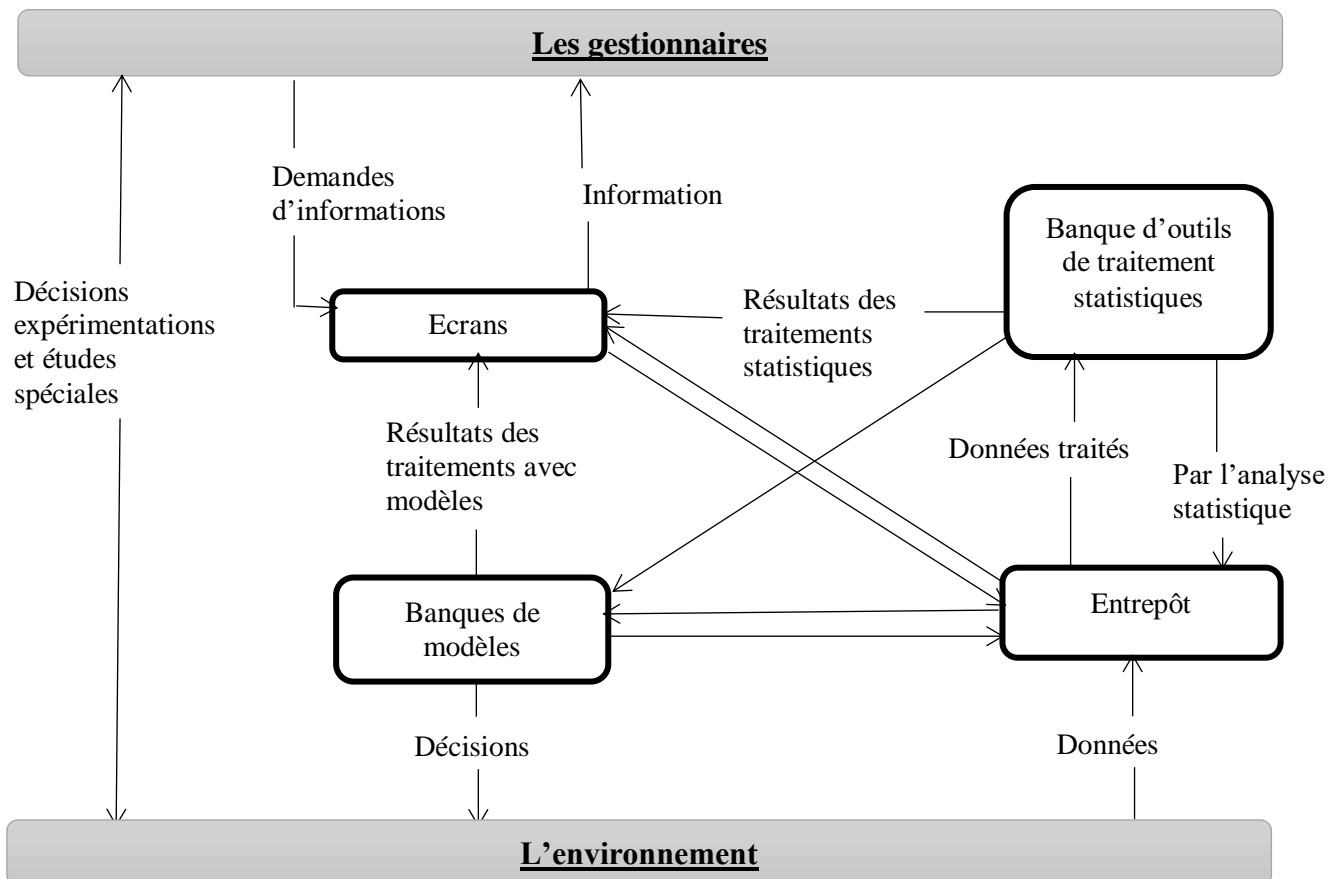 Les gestionnaires
Demandes
d’informations
Information
Banque d’outils
de traitement
statistiques
Décisions
expérimentations
et études
spéciales
Ecrans
Résultats des
traitements
statistiques
Résultats des
traitements avec
modèles
Données traités
Par l’analyse
statistique
Banques de
modèles
Entrepôt
Décisions
Données
L’environnement